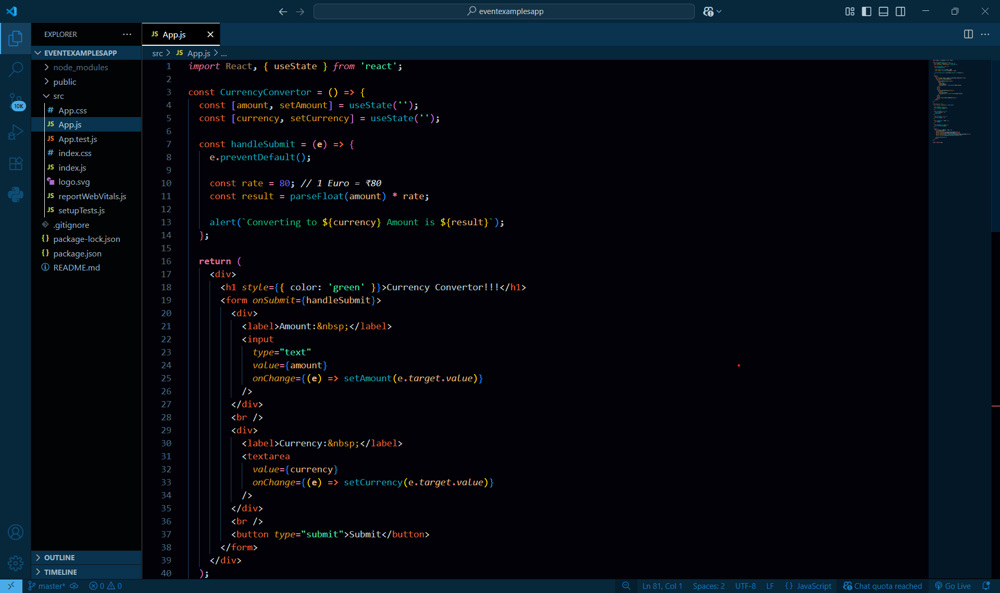 eventexamplesapp
EXPLORER
JS App.js
EVENTEXAMPLESAPP
node_modules
public
src
# App.css
JS App.js
JS App.test.js
# index.css
JS index.js
logo.svg
JS reportWebVitals.js
JS setupTests.js
.gitignore
{} package-lock.json
{} package.json
README.md
OUTLINE
TIMELINE
10K
src > JS App.js > ...
1 import React, { useState } from 'react';
2
3 const CurrencyConvertor = () => {
4 const [amount, setAmount] = useState('');
5 const [currency, setCurrency] = useState('');
6
7 const handleSubmit = (e) => {
8 e.preventDefault();
9
10 const rate = 80; // 1 Euro = ₹80
11 const result = parseFloat(amount) * rate;
12
13 alert(`Converting to ${currency} Amount is ${result}`);
14 };
15
16 return (
17 <div>
18 <h1 style={{ color: 'green' }}>Currency Convertor!!!</h1>
19 <form onSubmit={handleSubmit}>
20 <div>
21 <label>Amount:&nbsp;</label>
22 <input
23 type="text"
24 value={amount}
25 onChange={(e) => setAmount(e.target.value)}
26 />
27 </div>
28 <br />
29 <div>
30 <label>Currency:&nbsp;</label>
31 <textarea
32 value={currency}
33 onChange={(e) => setCurrency(e.target.value)}
34 />
35 </div>
36 <br />
37 <button type="submit">Submit</button>
38 </form>
39 </div>
40 );
master* 0 0 Ln 81, Col 1 Spaces: 2 UTF-8 LF {} JavaScript Chat quota reached Go Live